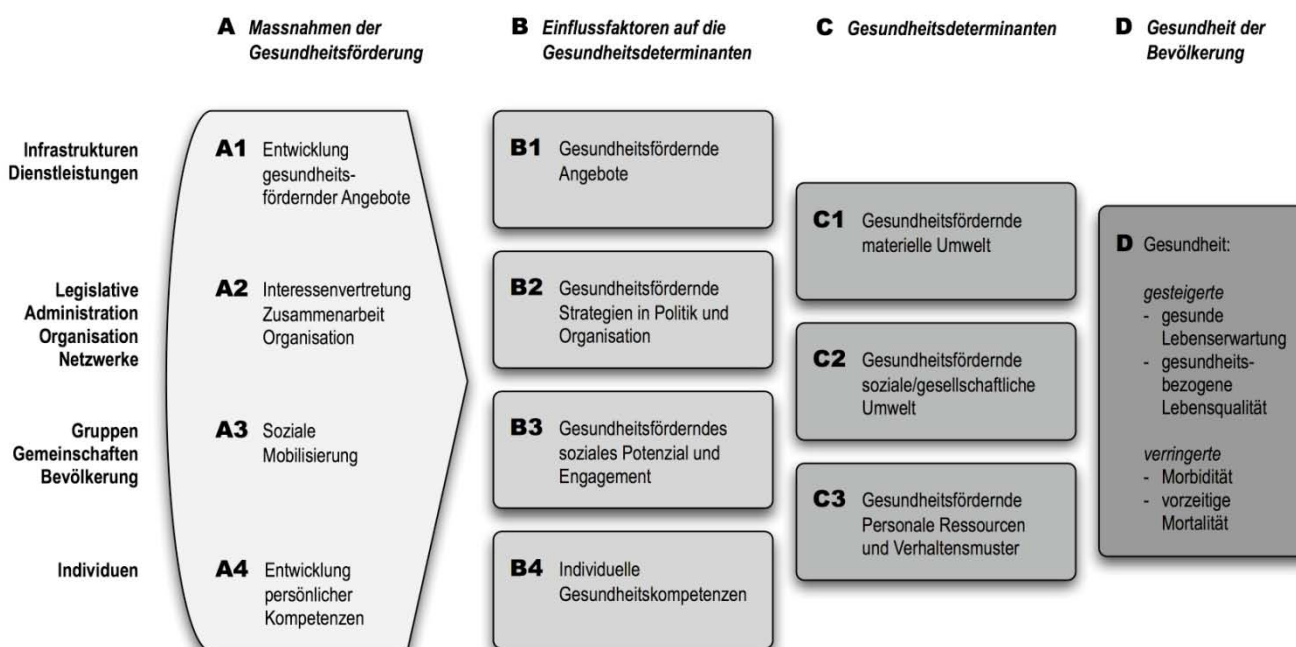 A Massnahmen der
Gesundheitsförderung
B Einflussfaktoren auf die
Gesundheitsdeterminanten
C Gesundheitsdeterminanten
D Gesundheit der
Bevölkerung
Infrastrukturen
Dienstleistungen
Legislative
Administration
Organisation
Netzwerke
Gruppen
Gemeinschaften
Bevölkerung
Individuen
A1 Entwicklung
gesundheits-
fördernder Angebote
A2 Interessenvertretung
Zusammenarbeit
Organisation
A3 Soziale
Mobilisierung
A4 Entwicklung
persönlicher
Kompetenzen
B1 Gesundheitsfördernde
Angebote
B2 Gesundheitsfördernde
Strategien in Politik und
Organisation
B3 Gesundheitsförderndes
soziales Potenzial und
Engagement
B4 Individuelle
Gesundheitskompetenzen
C1 Gesundheitsfördernde
materielle Umwelt
C2 Gesundheitsfördernde
soziale/gesellschaftliche
Umwelt
C3 Gesundheitsfördernde
Personale Ressourcen
und Verhaltensmuster
D Gesundheit:
gesteigerte
- gesunde
Lebenserwartung
- gesundheits-
bezogene
Lebensqualität
verringerte
- Morbidität
- vorzeitige
Mortalität